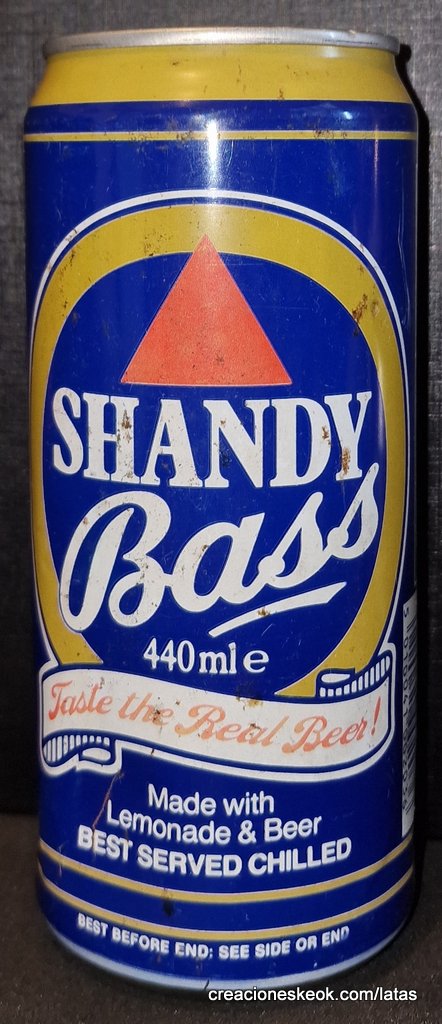 SHANDY
Bass
440mle
Taste the Real Beer!
Made with
Lemonade & Beer
BEST SERVED CHILLED
BEST BEFORE END: SEE SIDE OR END
creacioneskeok.com/latas